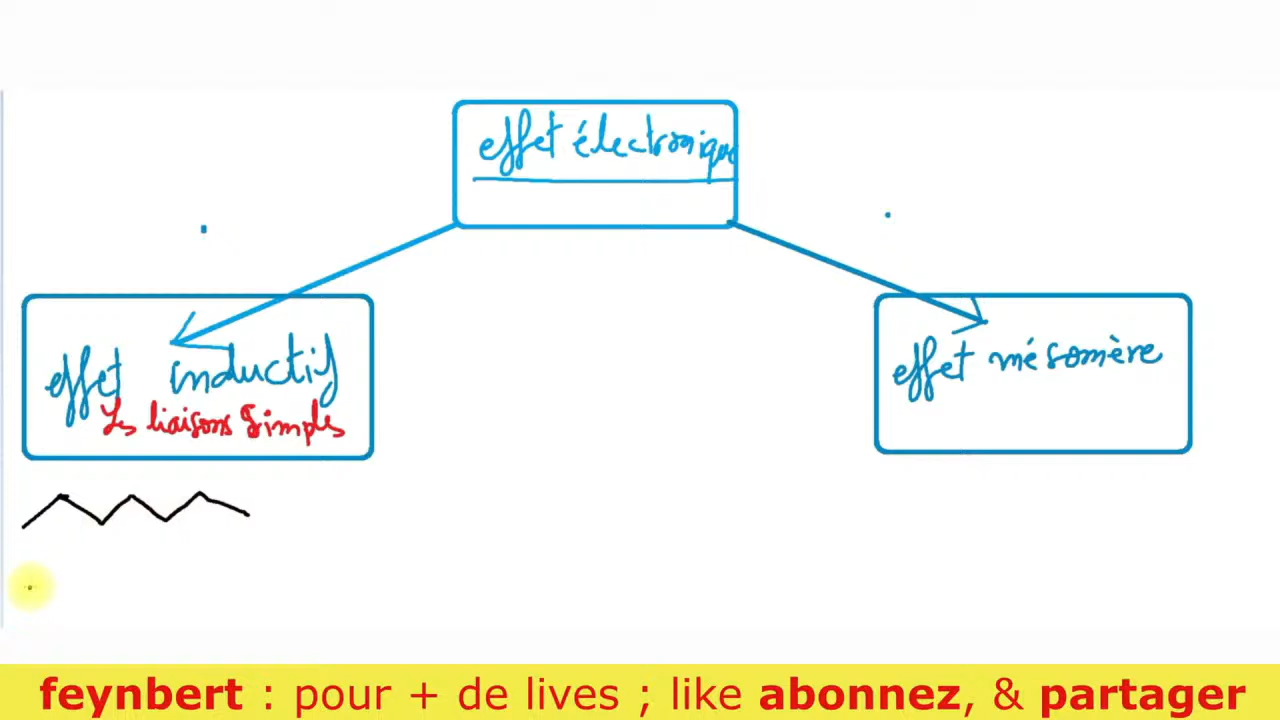 effet électronique
effet inductif
Les liaisons simples
effet mésomère
feynbert : pour + de lives ; like abonnez, & partager